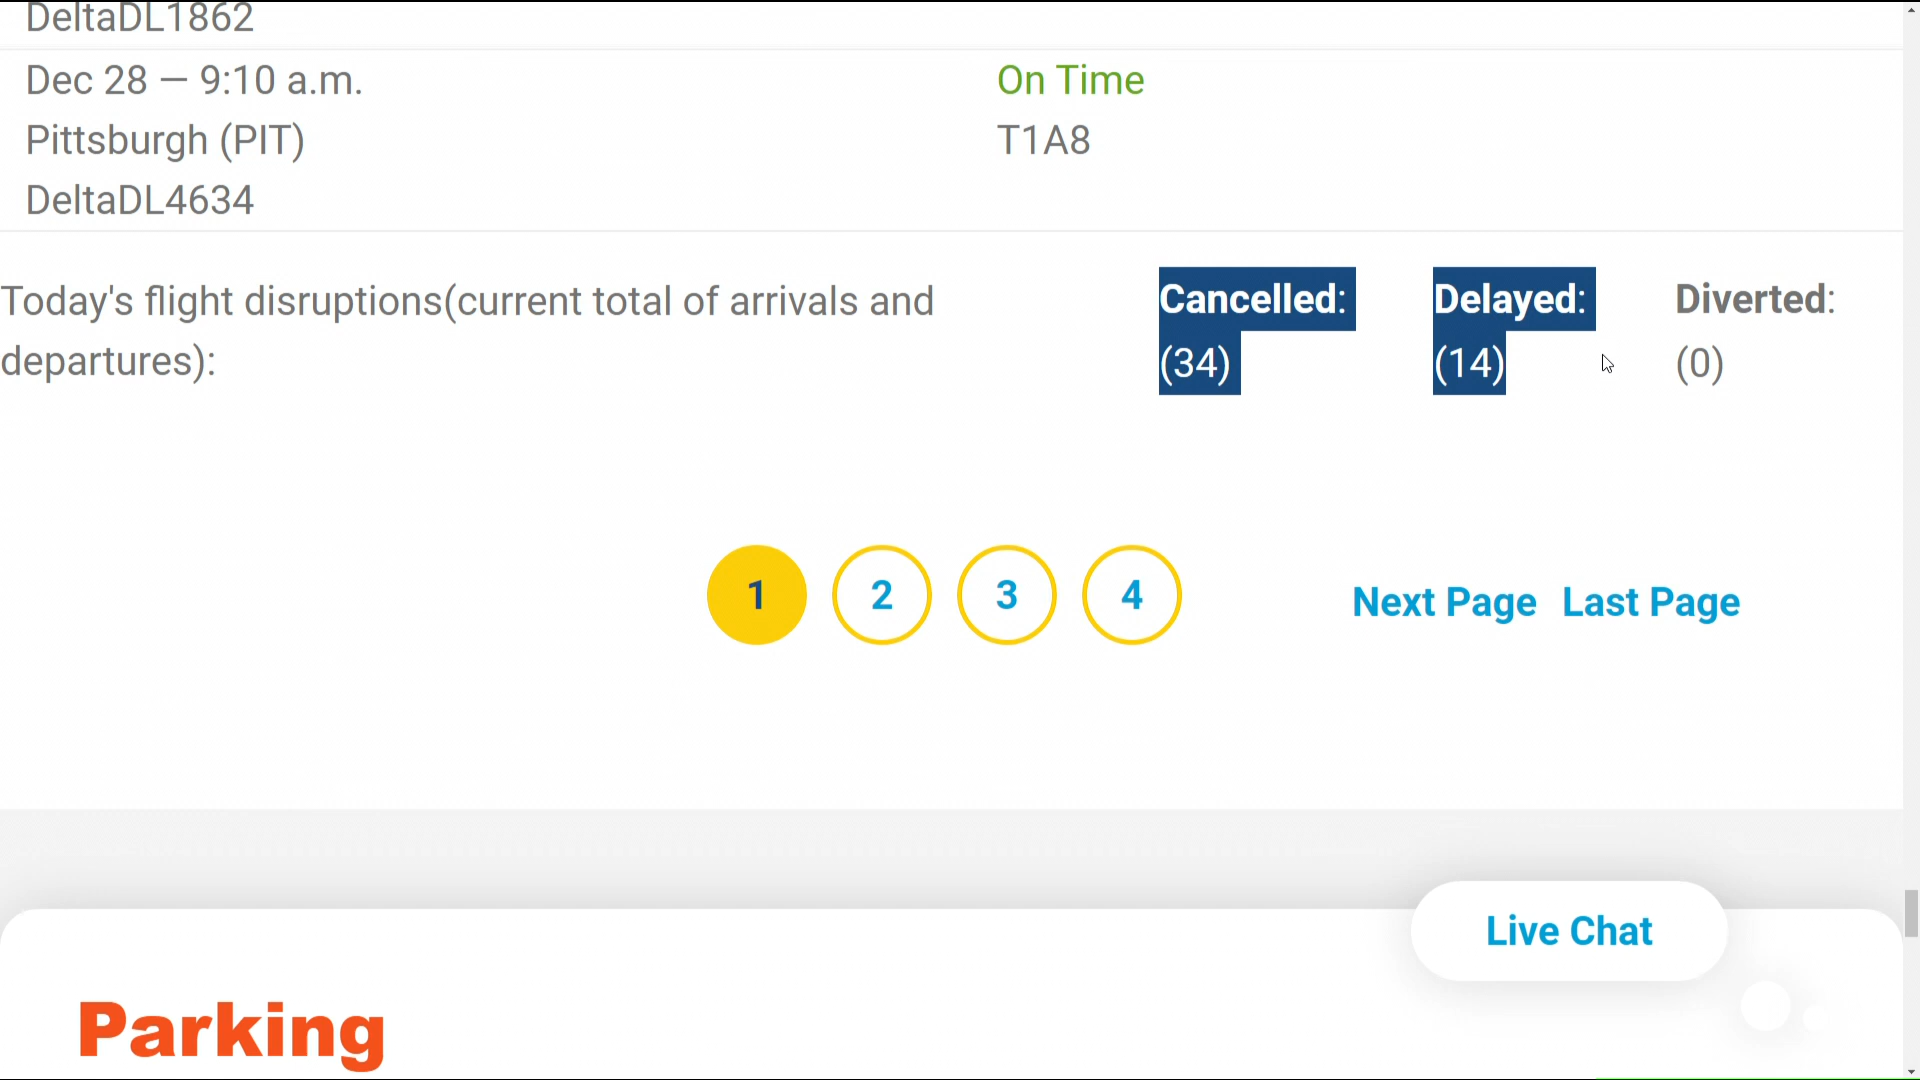 DeltaDL1862
Dec 28 — 9:10 a.m.
On Time
Pittsburgh (PIT)
T1A8
DeltaDL4634
Today's flight disruptions(current total of arrivals and departures):
Cancelled: (34)
Delayed: (14)
Diverted: (0)
1 2 3 4
Next Page Last Page
Live Chat
Parking